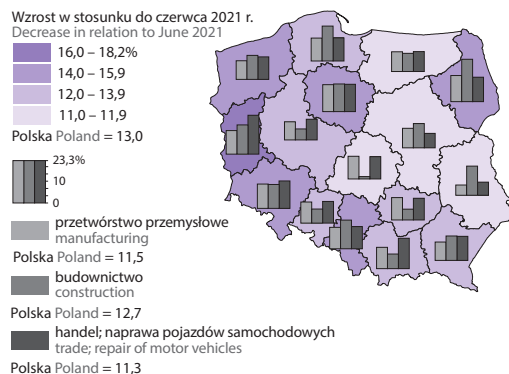 Wzrost w stosunku do czerwca 2021 r.
Decrease in relation to June 2021
16,0 – 18,2%
14,0 – 15,9
12,0 – 13,9
11,0 – 11,9
Polska Poland = 13,0
23,3%
10
0
przetwórstwo przemysłowe
manufacturing
Polska Poland = 11,5
budownictwo
construction
Polska Poland = 12,7
handel; naprawa pojazdów samochodowych
trade; repair of motor vehicles
Polska Poland = 11,3